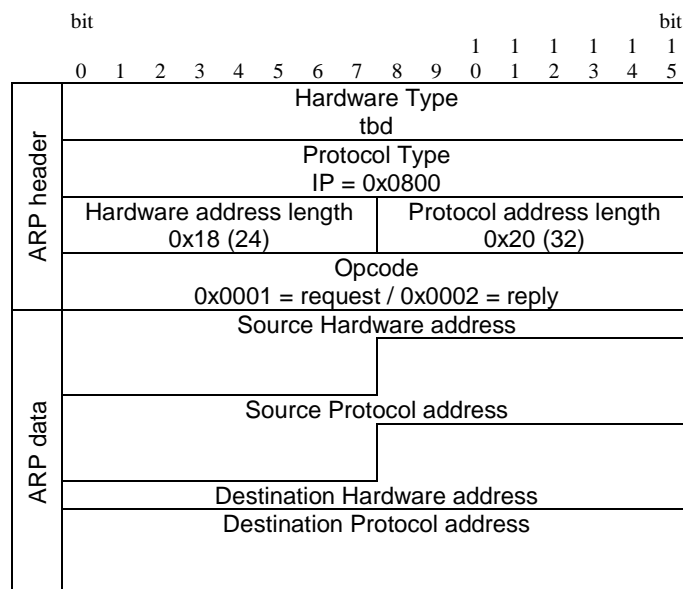 bit bit
1 1 1 1 1 1
0 1 2 3 4 5 6 7 8 9 0 1 2 3 4 5
ARP header
Hardware Type
tbd
Protocol Type
IP = 0x0800
Hardware address length Protocol address length
0x18 (24) 0x20 (32)
Opcode
0x0001 = request / 0x0002 = reply
ARP data
Source Hardware address
Source Protocol address
Destination Hardware address
Destination Protocol address